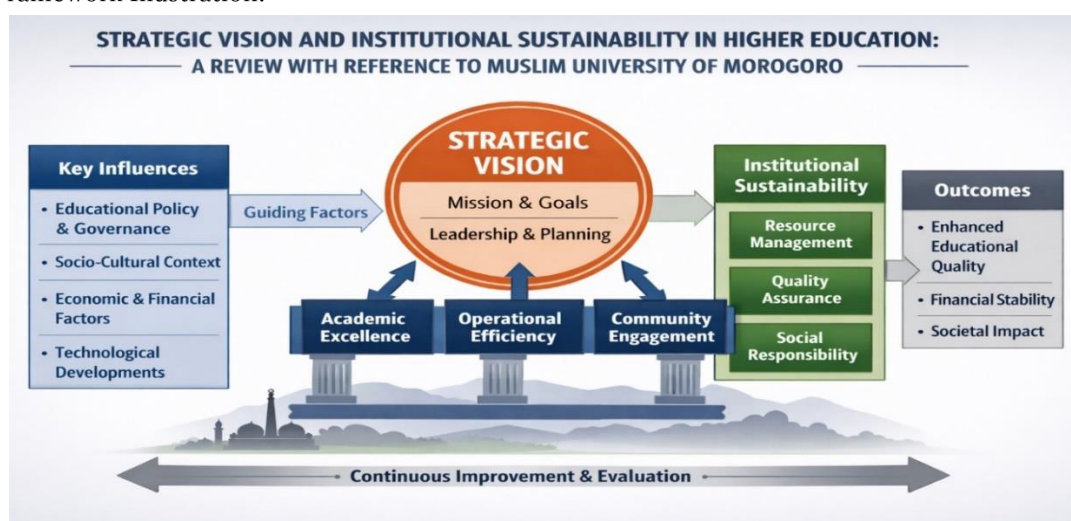 ramework Illustration:
STRATEGIC VISION AND INSTITUTIONAL SUSTAINABILITY IN HIGHER EDUCATION:
A REVIEW WITH REFERENCE TO MUSLIM UNIVERSITY OF MOROGORO
Key Influences
• Educational Policy
& Governance
• Socio-Cultural Context
• Economic & Financial
Factors
• Technological
Developments
Guiding Factors
STRATEGIC
VISION
Mission & Goals
Leadership & Planning
Academic
Excellence
Operational
Efficiency
Community
Engagement
Institutional
Sustainability
Resource
Management
Quality
Assurance
Social
Responsibility
Outcomes
• Enhanced
Educational
Quality
• Financial Stability
• Societal Impact
Continuous Improvement & Evaluation